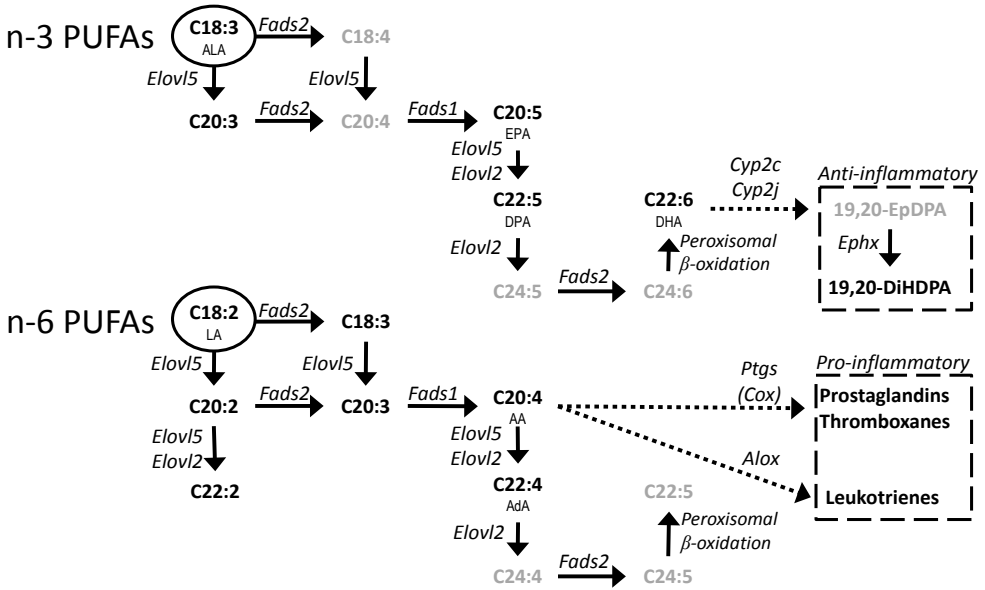 n-3 PUFAs
C18:3
ALA
Fads2
C18:4
Elovl5
Elovl5
C20:3
Fads2
C20:4
Fads1
C20:5
EPA
Elovl5
Elovl2
C22:5
DPA
Elovl2
C24:5
Fads2
C24:6
Peroxisomal
β-oxidation
C22:6
DHA
Cyp2c
Cyp2j
Anti-inflammatory
19,20-EpDPA
Ephx
19,20-DiHDPA
n-6 PUFAs
C18:2
LA
Fads2
C18:3
Elovl5
Elovl5
C20:2
Fads2
C20:3
Fads1
C20:4
AA
Elovl5
Elovl2
C22:2
Elovl5
Elovl2
C22:4
AdA
Elovl2
C24:4
Fads2
C24:5
Peroxisomal
β-oxidation
C22:5
Ptgs
(Cox)
Alox
Pro-inflammatory
Prostaglandins
Thromboxanes
Leukotrienes